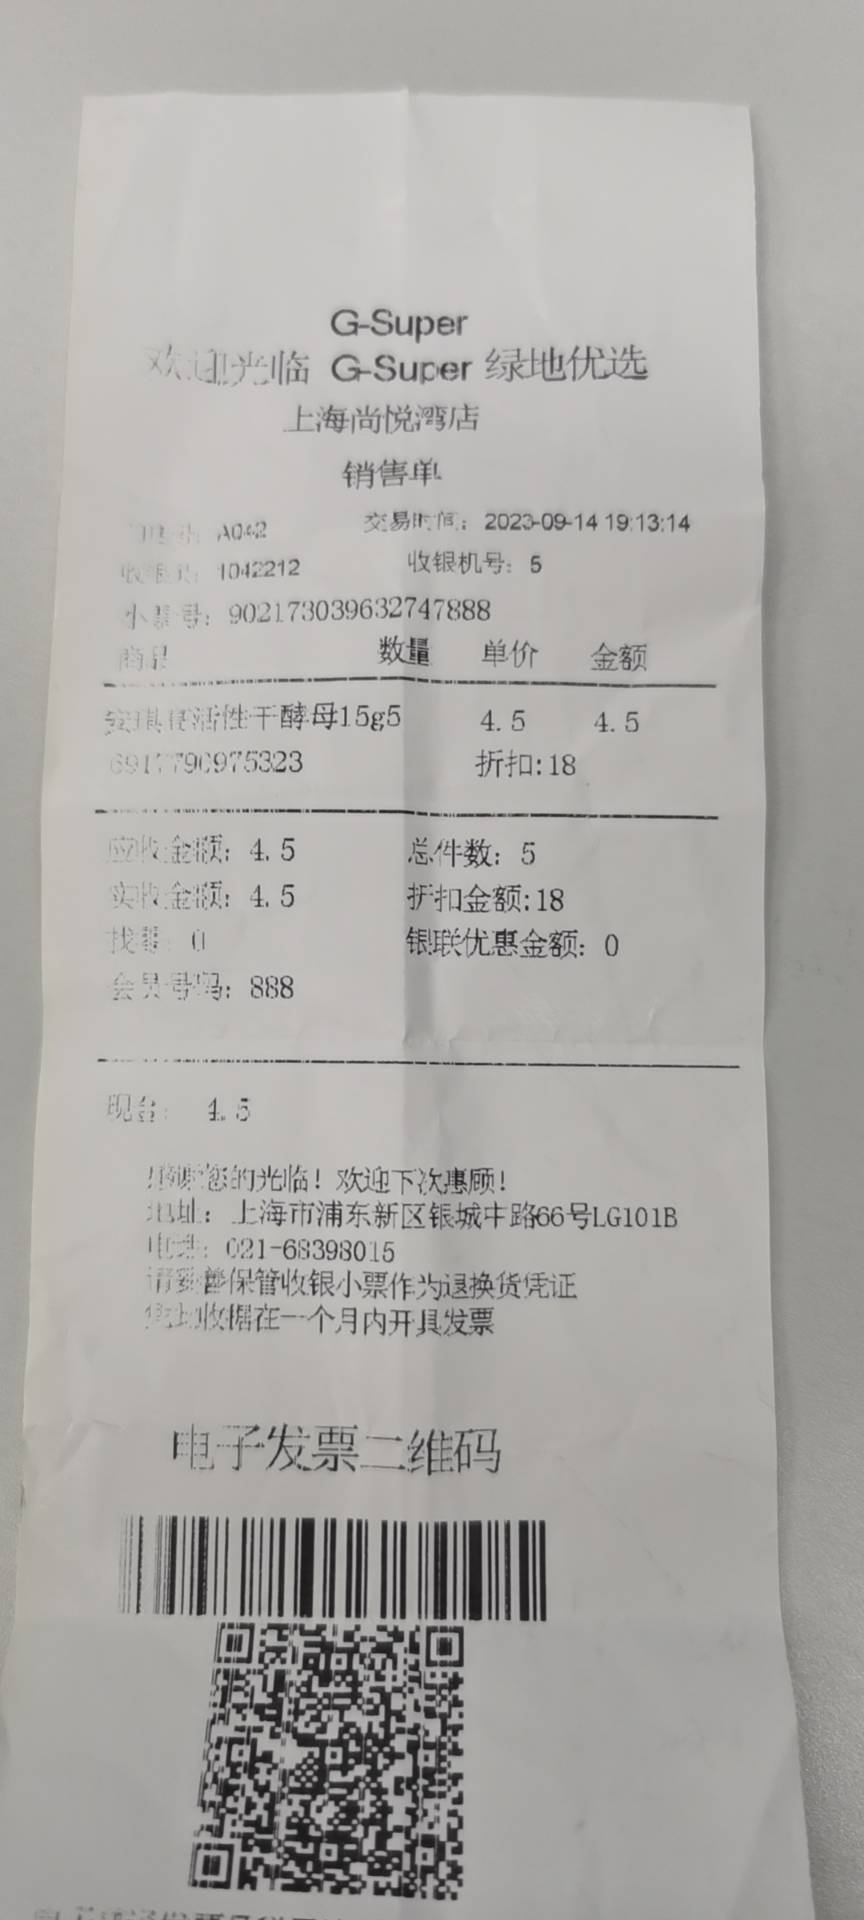 G-Super
欢迎光临 G-Super 绿地优选
上海尚悦湾店
销售单
A042 交易时间：2023-09-14 19:13:14
1042212 收银机号：5
小票号：902173039632747888
商品 数量 单价 金额
安琪 活性干酵母15g5 4.5 4.5
6917790975323 折扣:18
应收金额：4.5 总件数：5
实收金额：4.5 折扣金额:18
找零：0 银联优惠金额：0
会员号码：888
现台： 4.5
感谢您的光临！欢迎下次惠顾！
地址：上海市浦东新区银城中路66号LG101B
电话：021-68398015
请妥善保管收银小票作为退换货凭证
凭此收据在一个月内开具发票
电子发票二维码